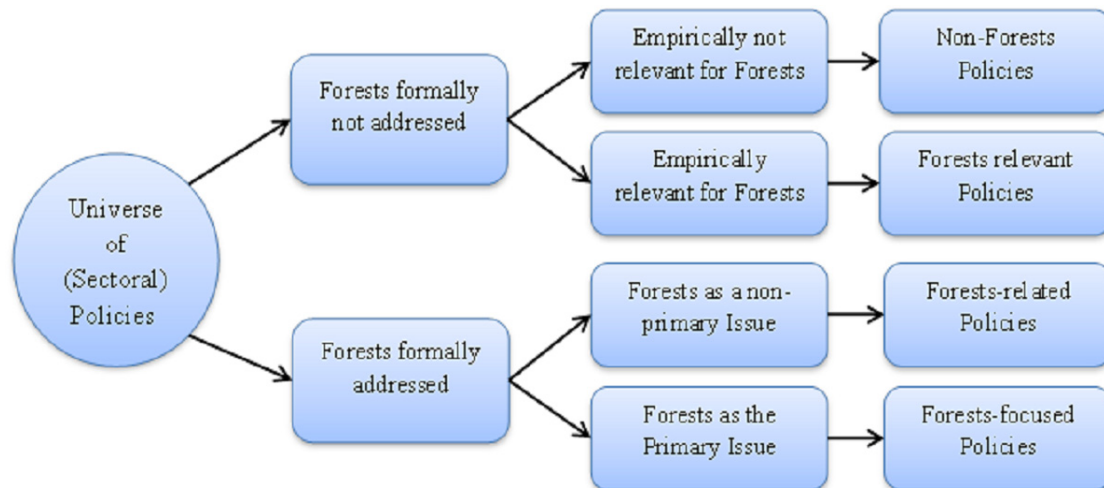 Universe
of
(Sectoral)
Policies
Forests formally
not addressed
Forests formally
addressed
Empirically not
relevant for Forests
Empirically
relevant for Forests
Forests as a non-
primary Issue
Forests as the
Primary Issue
Non-Forests
Policies
Forests relevant
Policies
Forests-related
Policies
Forests-focused
Policies